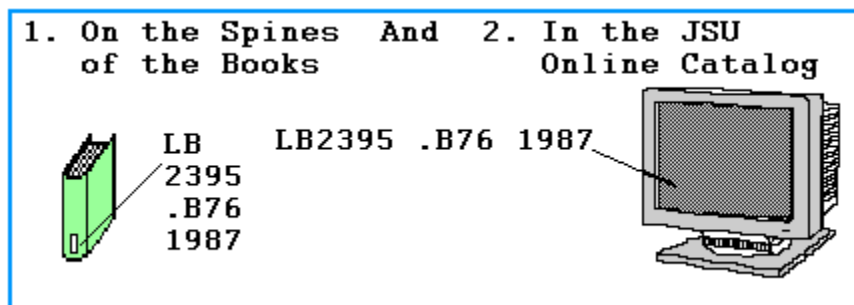 1. On the Spines And 2. In the JSU
of the Books Online Catalog
LB LB2395 .B76 1987
2395
.B76
1987